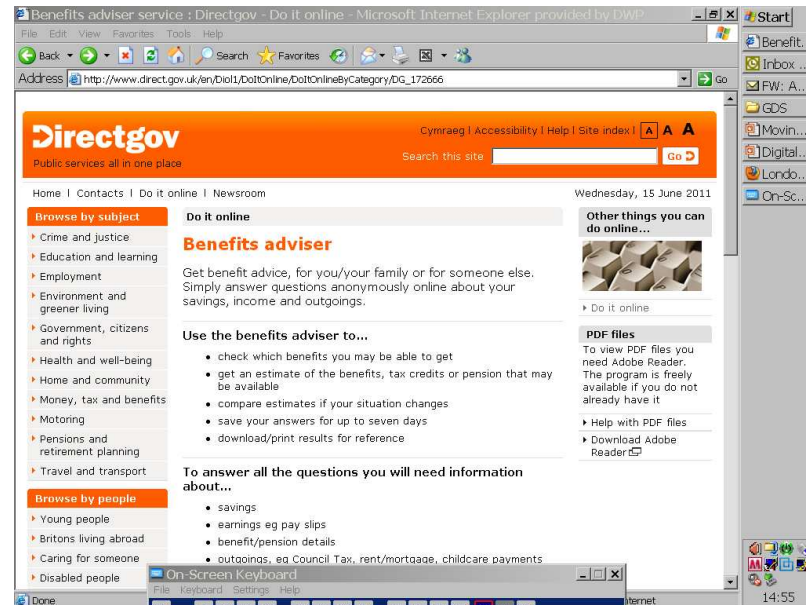 Benefits adviser service : Directgov - Do it online - Microsoft Internet Explorer provided by DWP
File Edit View Favorites Tools Help
Back Search Favorites
Address http://www.direct.gov.uk/en/Diol1/DoItOnline/DoItOnlineByCategory/DG_172666 Go
Directgov
Public services all in one place
Cymraeg | Accessibility | Help | Site index | A A A
Search this site Go
Home | Contacts | Do it online | Newsroom
Wednesday, 15 June 2011
Browse by subject
Crime and justice
Education and learning
Employment
Environment and
greener living
Government, citizens
and rights
Health and well-being
Home and community
Money, tax and benefits
Motoring
Pensions and
retirement planning
Travel and transport
Browse by people
Young people
Britons living abroad
Caring for someone
Disabled people
Do it online
Benefits adviser
Get benefit advice, for you/your family or for someone else.
Simply answer questions anonymously online about your
savings, income and outgoings.
Use the benefits adviser to...
check which benefits you may be able to get
get an estimate of the benefits, tax credits or pension that may
be available
compare estimates if your situation changes
save your answers for up to seven days
download/print results for reference
To answer all the questions you will need information
about...
savings
earnings eg pay slips
benefit/pension details
outgoings, eg Council Tax, rent/mortgage, childcare payments
Other things you can
do online...
Do it online
PDF files
To view PDF files you
need Adobe Reader.
The program is freely
available if you do not
already have it
Help with PDF files
Download Adobe
Reader
On-Screen Keyboard
File Keyboard Settings Help
Done
Start
Benefit.
Inbox ..
FW: A..
GDS
Movin...
Digital..
Londo..
On-Sc..
14:55